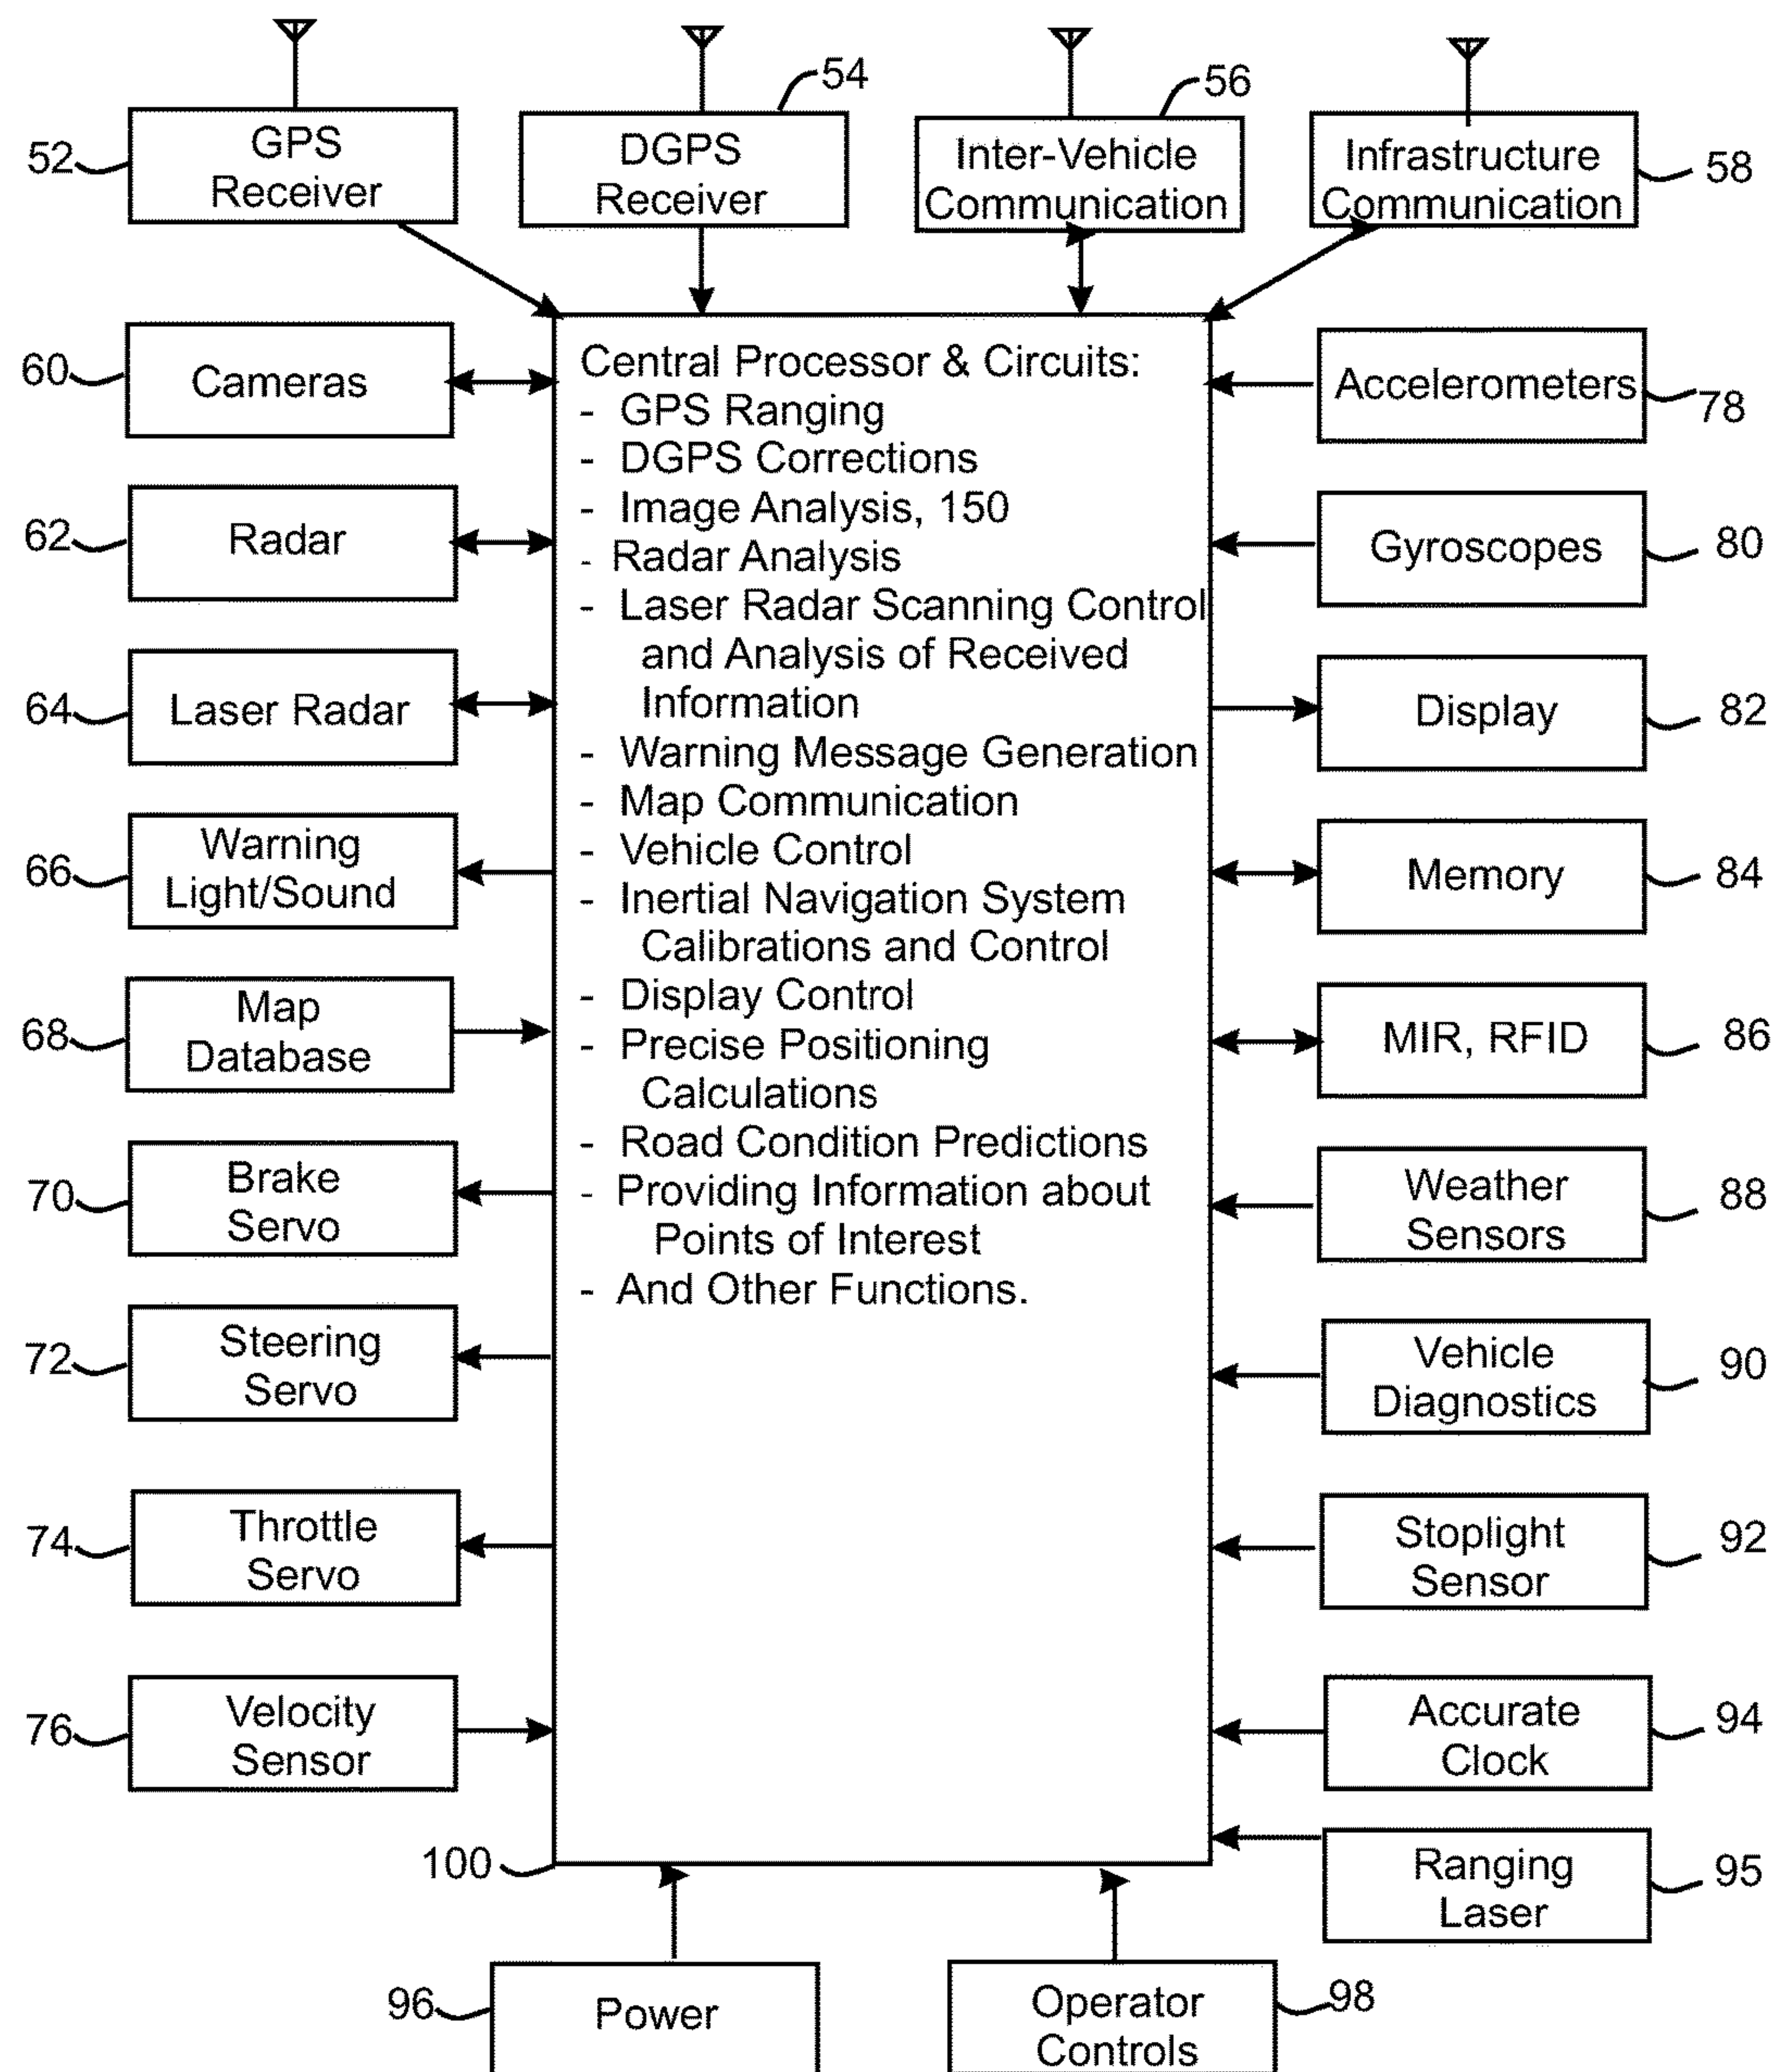 54
56
52
GPS
Receiver
DGPS
Receiver
Inter-Vehicle
Communication
Infrastructure
Communication
58
60
Cameras
62
Radar
64
Laser Radar
66
Warning
Light/Sound
68
Map
Database
70
Brake
Servo
72
Steering
Servo
74
Throttle
Servo
76
Velocity
Sensor
Central Processor & Circuits:
- GPS Ranging
- DGPS Corrections
- Image Analysis, 150
- Radar Analysis
- Laser Radar Scanning Control
and Analysis of Received
Information
- Warning Message Generation
- Map Communication
- Vehicle Control
- Inertial Navigation System
Calibrations and Control
- Display Control
- Precise Positioning
Calculations
- Road Condition Predictions
- Providing Information about
Points of Interest
- And Other Functions.
100
Accelerometers
78
Gyroscopes
80
Display
82
Memory
84
MIR, RFID
86
Weather
Sensors
88
Vehicle
Diagnostics
90
Stoplight
Sensor
92
Accurate
Clock
94
Ranging
Laser
95
96
Power
Operator
Controls
98